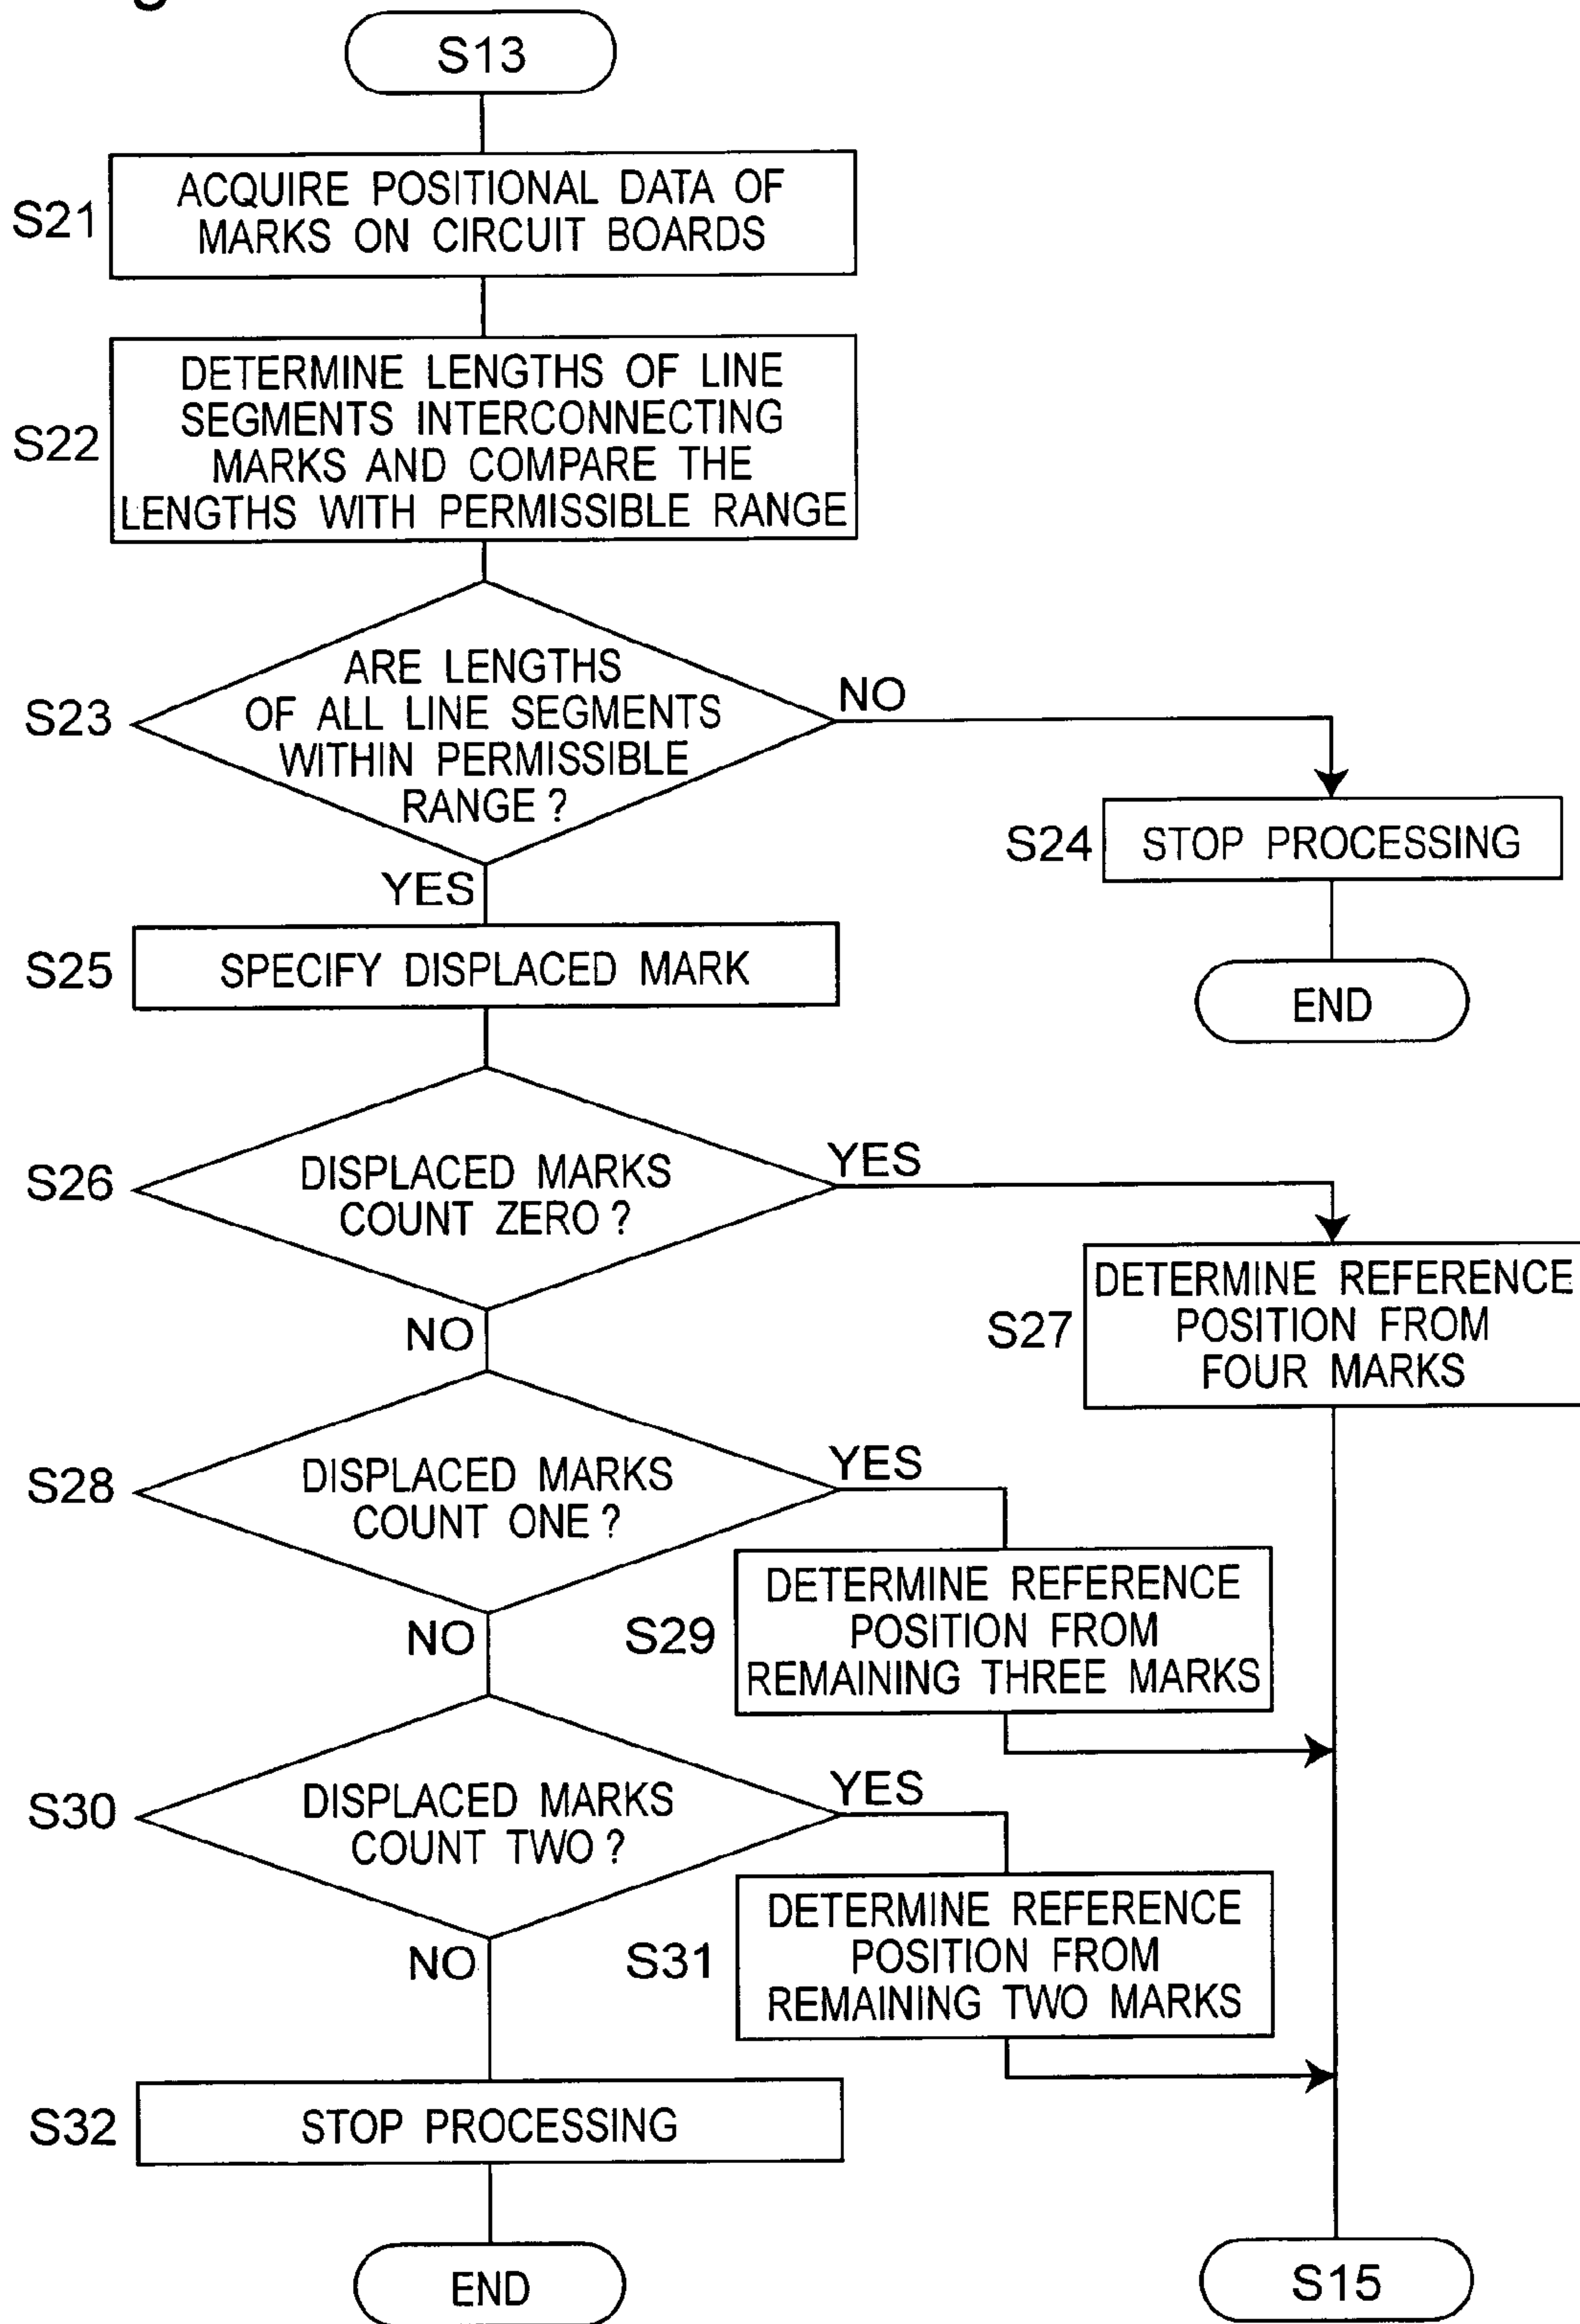 S13
S21
ACQUIRE POSITIONAL DATA OF
MARKS ON CIRCUIT BOARDS
S22
DETERMINE LENGTHS OF LINE
SEGMENTS INTERCONNECTING
MARKS AND COMPARE THE
LENGTHS WITH PERMISSIBLE RANGE
S23
ARE LENGTHS
OF ALL LINE SEGMENTS
WITHIN PERMISSIBLE
RANGE ?
NO
YES
S24
STOP PROCESSING
END
S25
SPECIFY DISPLACED MARK
S26
DISPLACED MARKS
COUNT ZERO ?
YES
NO
S27
DETERMINE REFERENCE
POSITION FROM
FOUR MARKS
S28
DISPLACED MARKS
COUNT ONE ?
YES
NO
S29
DETERMINE REFERENCE
POSITION FROM
REMAINING THREE MARKS
S30
DISPLACED MARKS
COUNT TWO ?
YES
NO
S31
DETERMINE REFERENCE
POSITION FROM
REMAINING TWO MARKS
S32
STOP PROCESSING
END
S15